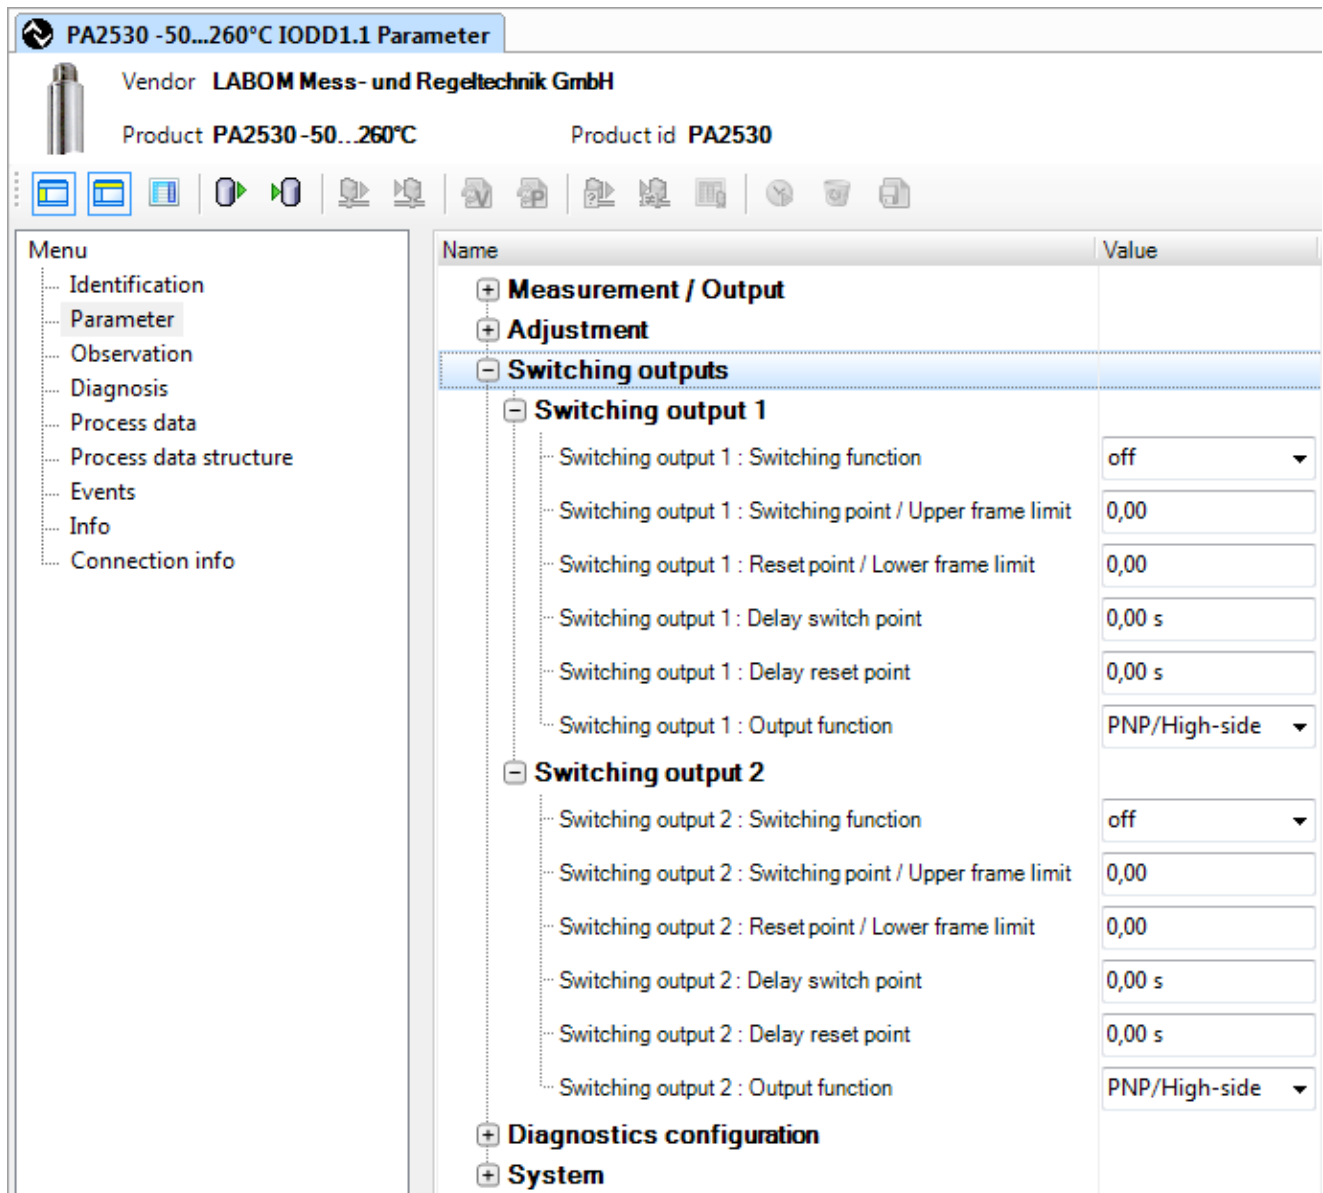 PA2530 -50...260°C IODD1.1 Parameter
Vendor LABOM Mess- und Regeltechnik GmbH
Product PA2530 -50...260°C Product id PA2530
Menu
Identification
Parameter
Observation
Diagnosis
Process data
Process data structure
Events
Info
Connection info
Name Value
Measurement / Output
Adjustment
Switching outputs
Switching output 1
Switching output 1 : Switching function off
Switching output 1 : Switching point / Upper frame limit 0,00
Switching output 1 : Reset point / Lower frame limit 0,00
Switching output 1 : Delay switch point 0,00 s
Switching output 1 : Delay reset point 0,00 s
Switching output 1 : Output function PNP/High-side
Switching output 2
Switching output 2 : Switching function off
Switching output 2 : Switching point / Upper frame limit 0,00
Switching output 2 : Reset point / Lower frame limit 0,00
Switching output 2 : Delay switch point 0,00 s
Switching output 2 : Delay reset point 0,00 s
Switching output 2 : Output function PNP/High-side
Diagnostics configuration
System